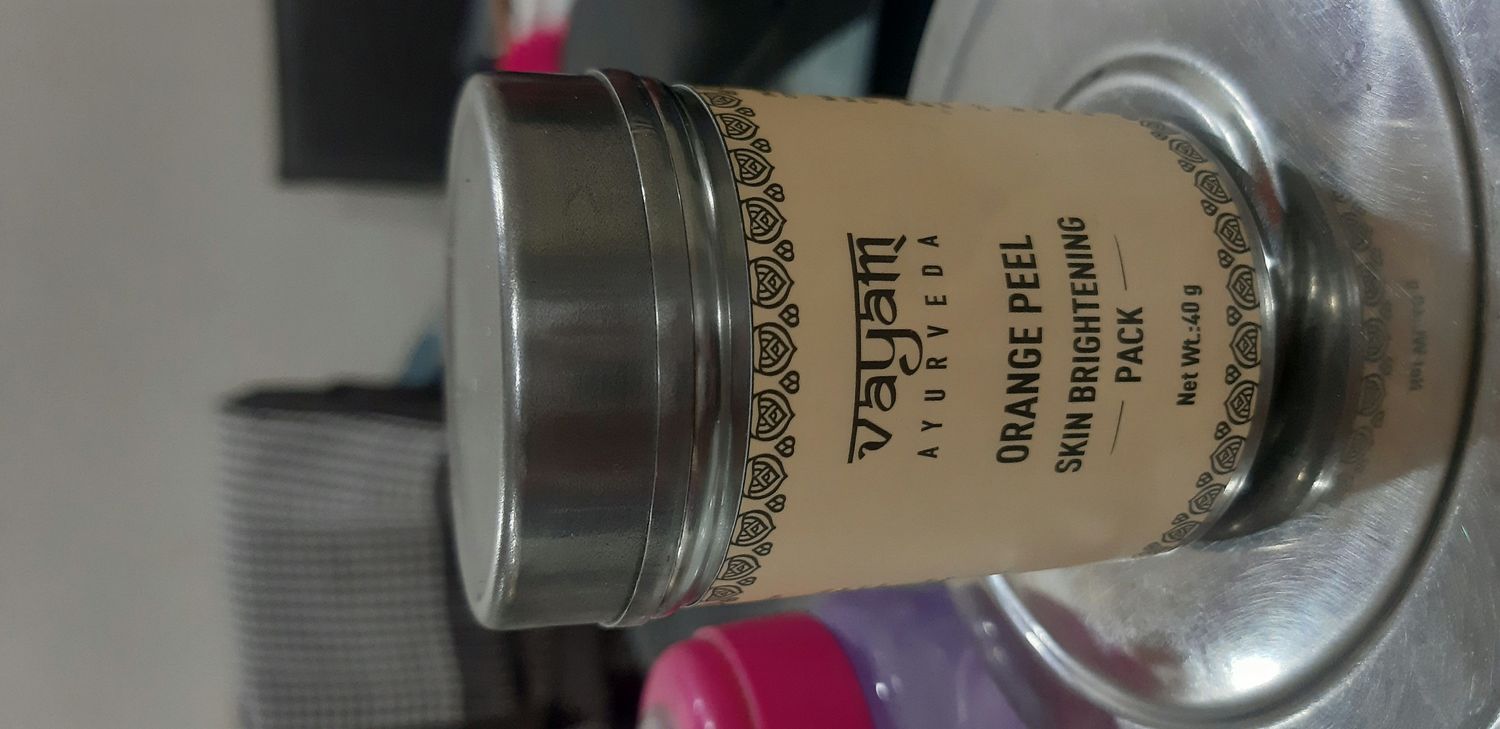 vayam
AYURVEDA
ORANGE PEEL
SKIN BRIGHTENING
PACK
Net Wt.:40 g